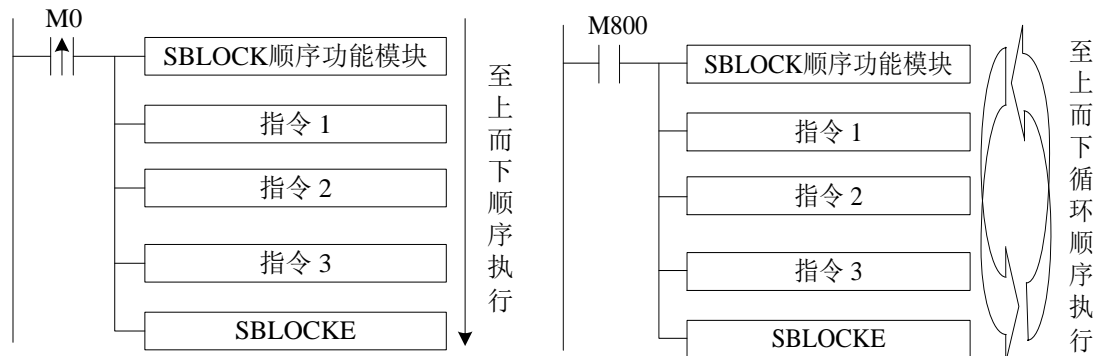 M0
SBLOCK顺序功能模块
指令 1
指令 2
指令 3
SBLOCKE
至上而下顺序执行
M800
SBLOCK顺序功能模块
指令 1
指令 2
指令 3
SBLOCKE
至上而下循环顺序执行